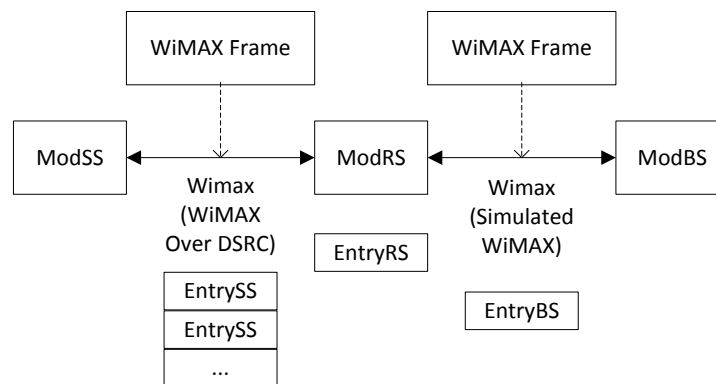 WiMAX Frame
WiMAX Frame
ModSS
ModRS
ModBS
Wimax
(WiMAX
Over DSRC)
Wimax
(Simulated
WiMAX)
EntryRS
EntrySS
EntrySS
...
EntryBS